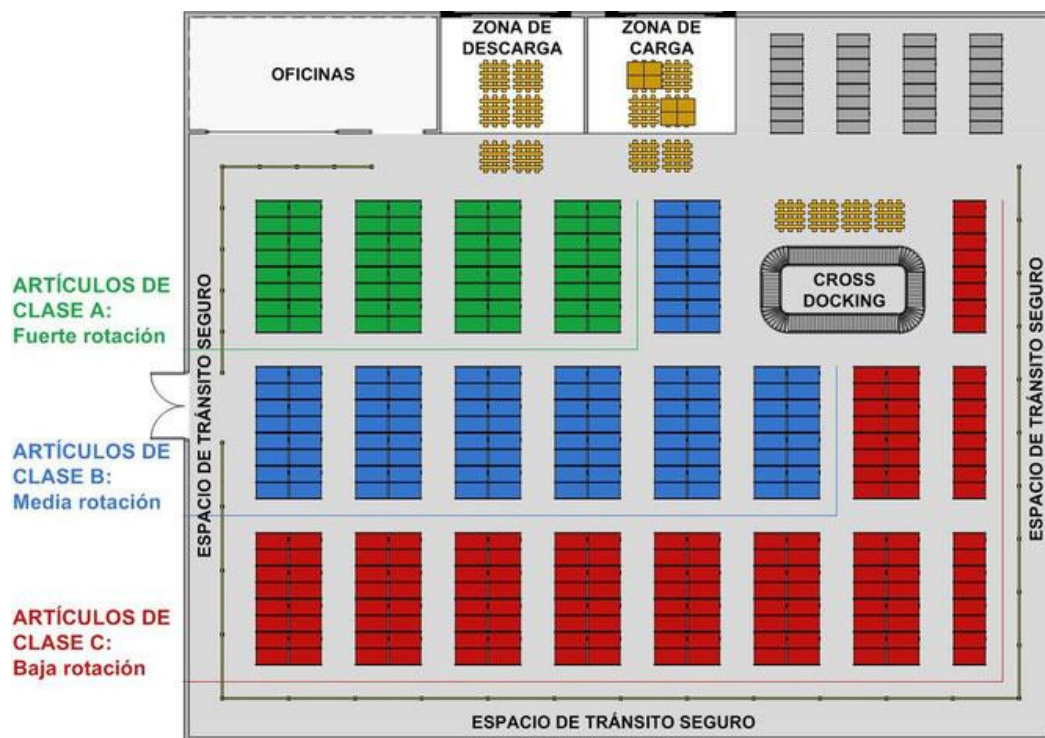 ZONA DE
DESCARGA
ZONA DE
CARGA
OFICINAS
ARTÍCULOS DE
CLASE A:
Fuerte rotación
CROSS
DOCKING
ESPACIO DE TRÁNSITO SEGURO
ESPACIO DE TRÁNSITO SEGURO
ARTÍCULOS DE
CLASE B:
Media rotación
ARTÍCULOS DE
CLASE C:
Baja rotación
ESPACIO DE TRÁNSITO SEGURO